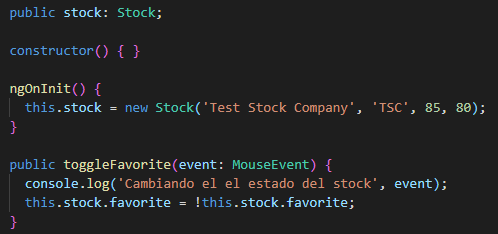 public stock: Stock;
constructor() { }
ngOnInit() {
this.stock = new Stock('Test Stock Company', 'TSC', 85, 80);
}
public toggleFavorite(event: MouseEvent) {
console.log('Cambiando el el estado del stock', event);
this.stock.favorite = !this.stock.favorite;
}